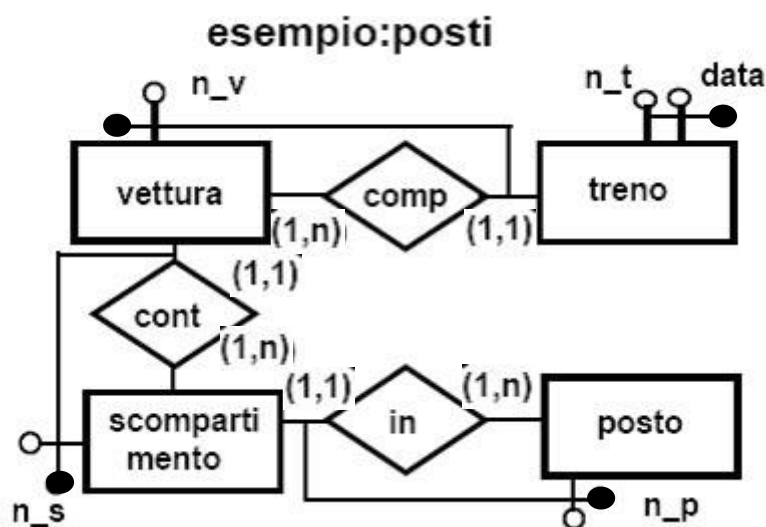 esempio:posti
n_v
n_t
data
vettura
comp
treno
(1,n)
(1,1)
(1,1)
cont
(1,n)
(1,1)
(1,n)
scomparti
mento
in
posto
n_s
n_p